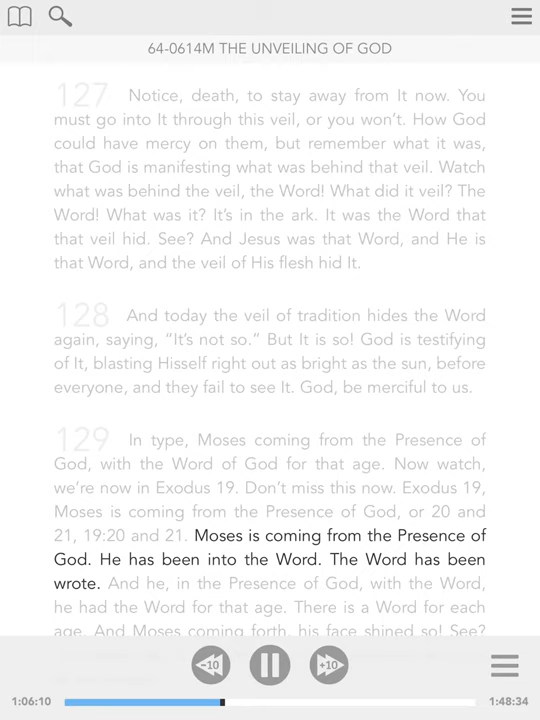 64-0614M THE UNVEILING OF GOD
127 Notice, death, to stay away from It now. You
must go into It through this veil, or you won't. How God
could have mercy on them, but remember what it was,
that God is manifesting what was behind that veil. Watch
what was behind the veil, the Word! What did it veil? The
Word! What was it? It's in the ark. It was the Word that
that veil hid. See? And Jesus was that Word, and He is
that Word, and the veil of His flesh hid It.
128 And today the veil of tradition hides the Word
again, saying, “It's not so.” But It is so! God is testifying
of It, blasting Hisself right out as bright as the sun, before
everyone, and they fail to see It. God, be merciful to us.
129 In type, Moses coming from the Presence of
God, with the Word of God for that age. Now watch,
we're now in Exodus 19. Don't miss this now. Exodus 19,
Moses is coming from the Presence of God, or 20 and
21, 19:20 and 21. Moses is coming from the Presence of
God. He has been into the Word. The Word has been
wrote. And he, in the Presence of God, with the Word,
he had the Word for that age. There is a Word for each
age. And Moses coming forth, his face shined so! See?
-10
+10
1:06:10
1:48:34